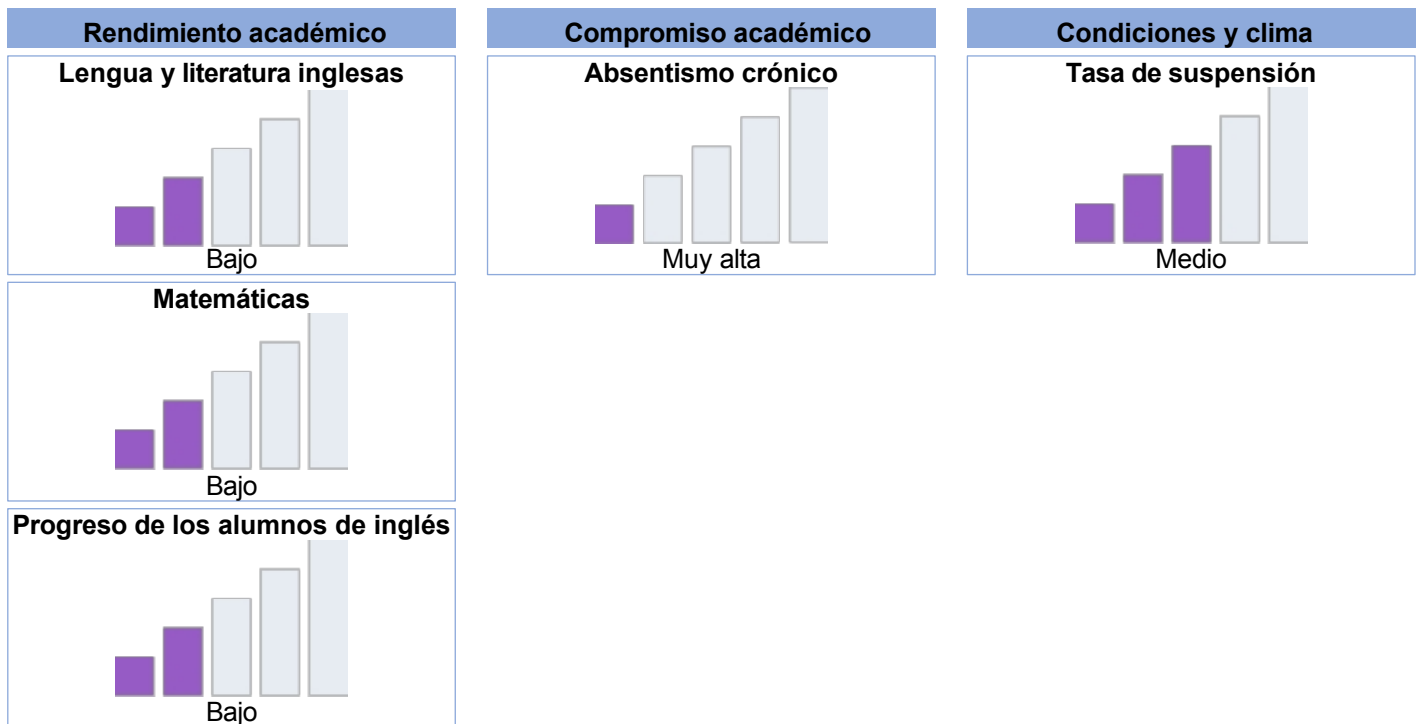 Rendimiento académico
Lengua y literatura inglesas
Bajo
Matemáticas
Bajo
Progreso de los alumnos de inglés
Bajo
Compromiso académico
Absentismo crónico
Muy alta
Condiciones y clima
Tasa de suspensión
Medio